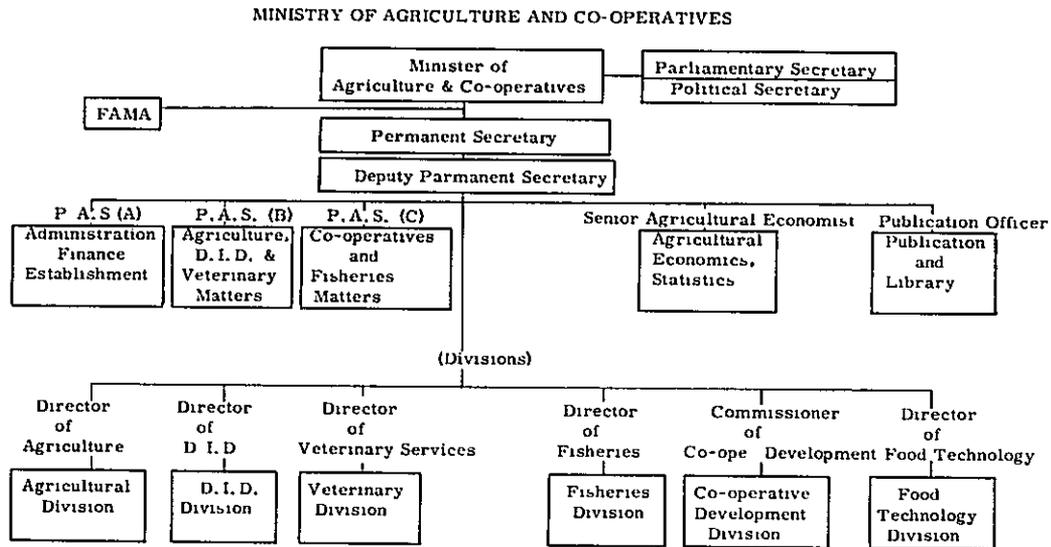 MINISTRY OF AGRICULTURE AND CO-OPERATIVES
Minister of
Agriculture & Co-operatives
Parliamentary Secretary
Political Secretary
FAMA
Permanent Secretary
Deputy Parmanent Secretary
P A.S (A)
Administration
Finance
Establishment
P.A.S. (B)
Agriculture,
D.I.D. &
Veterinary
Matters
P.A.S. (C)
Co-operatives
and
Fisheries
Matters
Senior Agricultural Economist
Agricultural
Economics,
Statistics
Publication Officer
Publication
and
Library
(Divisions)
Director
of
Agriculture
Agricultural
Division
Director
of
D I.D
D.I.D.
Division
Director
of
Veterinary Services
Veterinary
Division
Director
of
Fisheries
Fisheries
Division
Commissioner
of
Co-ope Development
Co-operative
Development
Division
Director
of
Food Technology
Food
Technology
Division